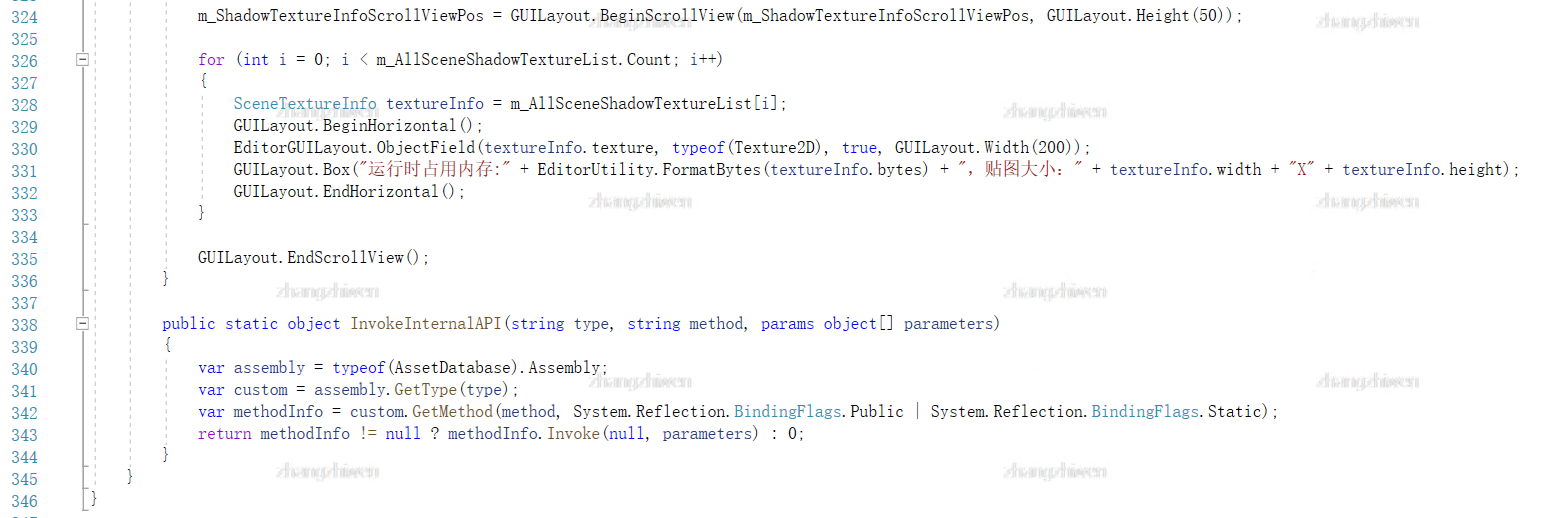 324 m_ShadowTextureInfoScrollViewPos = GUILayout.BeginScrollView(m_ShadowTextureInfoScrollViewPos, GUILayout.Height(50));
325
326 for (int i = 0; i < m_AllSceneShadowTextureList.Count; i++)
327 {
328 SceneTextureInfo textureInfo = m_AllSceneShadowTextureList[i];
329 GUILayout.BeginHorizontal();
330 EditorGUILayout.ObjectField(textureInfo.texture, typeof(Texture2D), true, GUILayout.Width(200));
331 GUILayout.Box("运行时占用内存:" + EditorUtility.FormatBytes(textureInfo.bytes) + ", 贴图大小：" + textureInfo.width + "X" + textureInfo.height);
332 GUILayout.EndHorizontal();
333 }
334
335 GUILayout.EndScrollView();
336 }
337
338 public static object InvokeInternalAPI(string type, string method, params object[] parameters)
339 {
340 var assembly = typeof(AssetDatabase).Assembly;
341 var custom = assembly.GetType(type);
342 var methodInfo = custom.GetMethod(method, System.Reflection.BindingFlags.Public | System.Reflection.BindingFlags.Static);
343 return methodInfo != null ? methodInfo.Invoke(null, parameters) : 0;
344 }
345 }
346 }